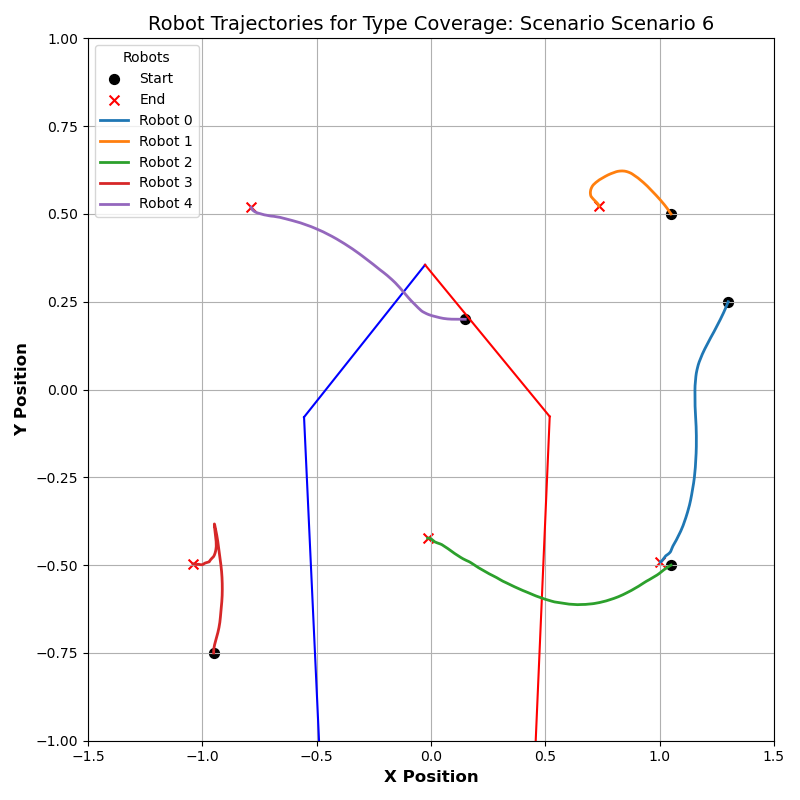 Robot Trajectories for Type Coverage: Scenario Scenario 6
Robots
Start
End
Robot 0
Robot 1
Robot 2
Robot 3
Robot 4
1.00
0.75
0.50
0.25
0.00
−0.25
−0.50
−0.75
−1.00
Y Position
−1.5
−1.0
−0.5
0.0
0.5
1.0
1.5
X Position